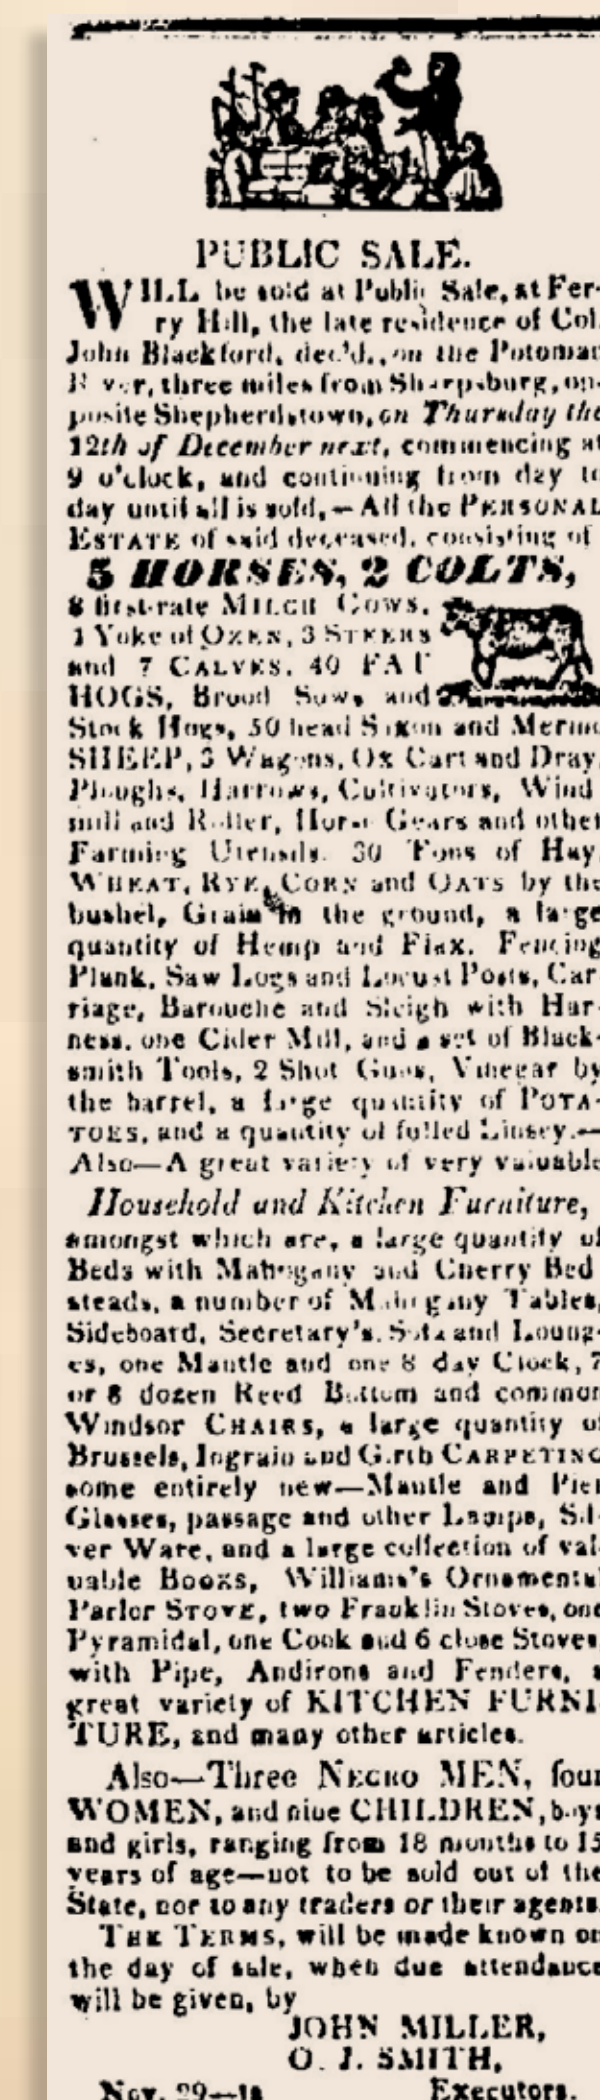 PUBLIC SALE.
WILL be sold at Public Sale, at Fer-
ry Hill, the late residence of Col.
John Blackford, dec'd., on the Potomac
River, three miles from Sharpsburg, op-
posite Shepherdstown, on Thursday the
12th of December next, commencing at
9 o'clock, and continuing from day to
day until all is sold,—All the PERSONAL
ESTATE of said deceased, consisting of
5 HORSES, 2 COLTS,
8 first-rate MILCH COWS,
1 Yoke of OXEN, 3 STEERS
and 7 CALVES, 40 FAT
HOGS, Brood Sows and
Stock Hogs, 50 head Saxon and Merino
SHEEP, 3 Wagons, Ox Cart and Dray,
Ploughs, Harrows, Cultivators, Wind
mill and Roller, Horse Gears and other
Farming Utensils. 30 Tons of Hay,
WHEAT, RYE, CORN and OATS by the
bushel, Grain in the ground, a large
quantity of Hemp and Flax. Fencing
Plank, Saw Logs and Locust Posts, Car-
riage, Barouche and Sleigh with Har-
ness, one Cider Mill, and a set of Black-
smith Tools, 2 Shot Guns, Vinegar by
the barrel, a large quantity of POTA-
TOES, and a quantity of fulled Linsey.—
Also—A great variety of very valuable
Household and Kitchen Furniture,
amongst which are, a large quantity of
Beds with Mahogany and Cherry Bed
steads, a number of Mahogany Tables,
Sideboard, Secretary's, Sofa and Loung-
es, one Mantle and one 8 day Clock, 7
or 8 dozen Reed Bottom and common
Windsor CHAIRS, a large quantity of
Brussels, Ingrain and Girth CARPETING
some entirely new—Mantle and Pier
Glasses, passage and other Lamps, Sil-
ver Ware, and a large collection of val-
uable BOOKS, Williams's Ornamental
Parlor STOVE, two Franklin Stoves, one
Pyramidal, one Cook and 6 close Stoves
with Pipe, Andirons and Fenders, a
great variety of KITCHEN FURNI-
TURE, and many other articles.
Also—Three NEGRO MEN, four
WOMEN, and nine CHILDREN, boys
and girls, ranging from 18 months to 15
years of age—not to be sold out of the
State, nor to any traders or their agents.
THE TERMS, will be made known on
the day of sale, when due attendance
will be given, by
JOHN MILLER,
O. J. SMITH,
Nov. 29—ts Executors.